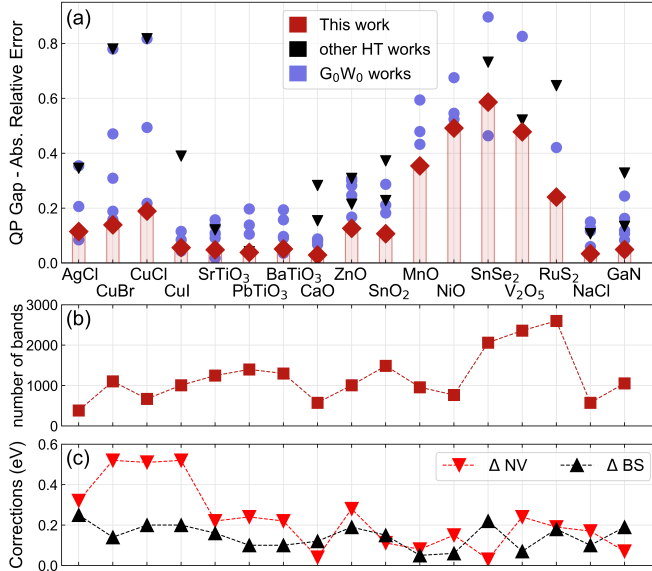 (a)
This work
other HT works
G₀W₀ works
QP Gap - Abs. Relative Error
0.8
0.6
0.4
0.2
0.0
AgCl CuCl SrTiO₃ BaTiO₃ ZnO MnO SnSe₂ RuS₂ GaN
CuBr CuI PbTiO₃ CaO SnO₂ NiO V₂O₅ NaCl
(b)
number of bands
3000
2000
1000
0
(c)
Δ NV Δ BS
Corrections (eV)
0.6
0.4
0.2
0.0